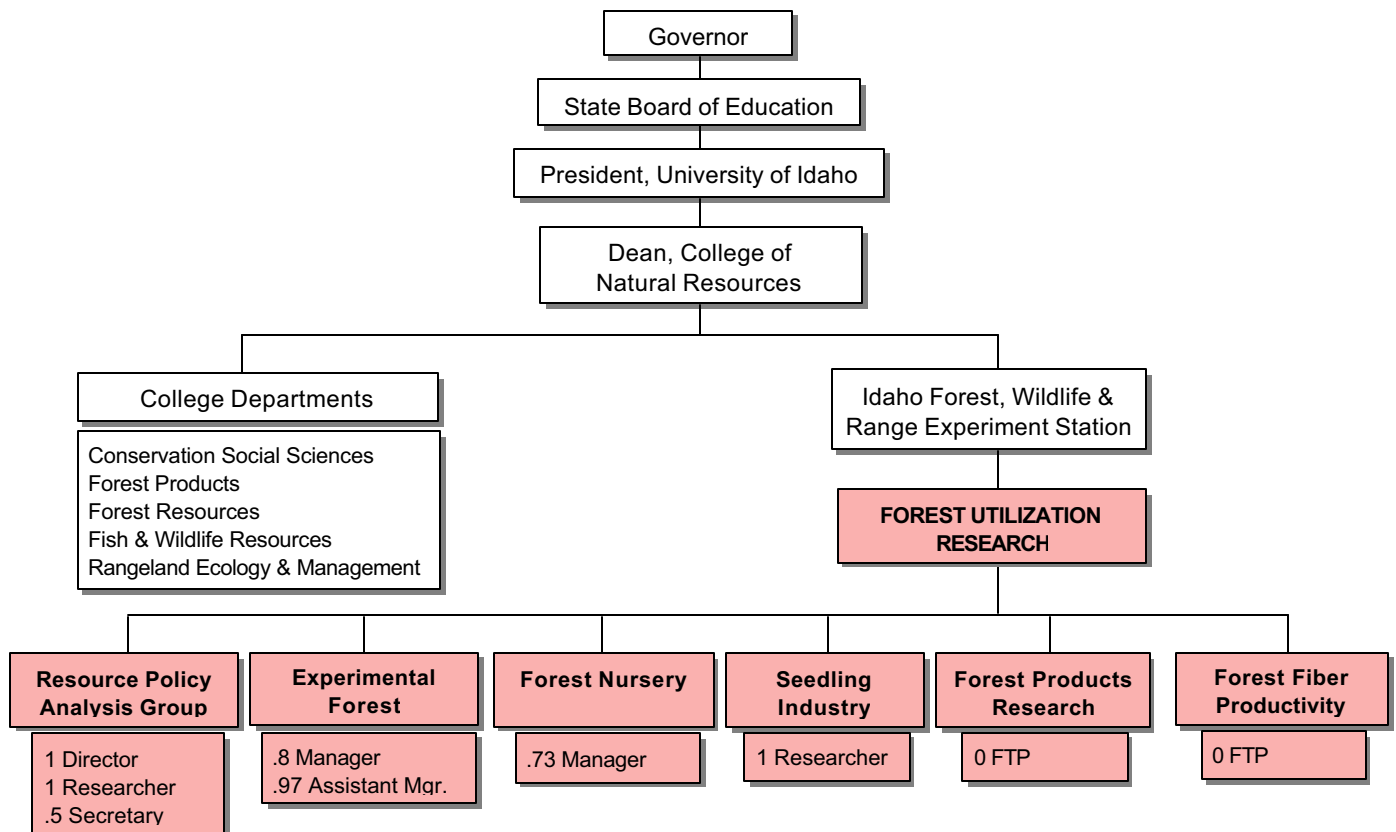 Governor
State Board of Education
President, University of Idaho
Dean, College of
Natural Resources
College Departments
Conservation Social Sciences
Forest Products
Forest Resources
Fish & Wildlife Resources
Rangeland Ecology & Management
Idaho Forest, Wildlife &
Range Experiment Station
FOREST UTILIZATION
RESEARCH
Resource Policy
Analysis Group
1 Director
1 Researcher
.5 Secretary
Experimental
Forest
.8 Manager
.97 Assistant Mgr.
Forest Nursery
.73 Manager
Seedling
Industry
1 Researcher
Forest Products
Research
0 FTP
Forest Fiber
Productivity
0 FTP